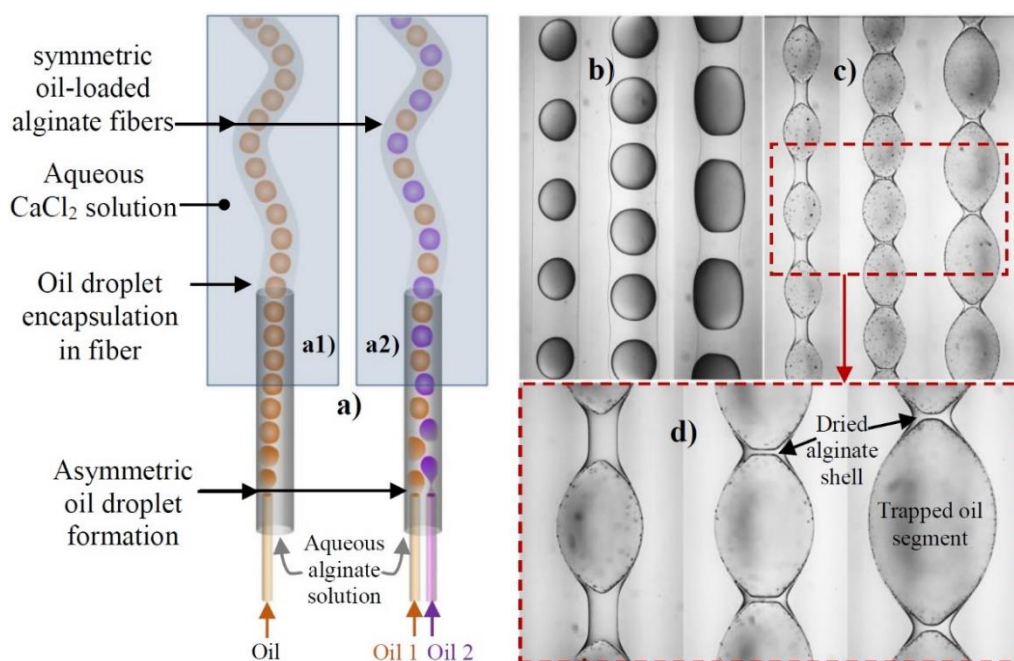 symmetric
oil-loaded
alginate fibers
Aqueous
CaCl₂ solution
Oil droplet
encapsulation
in fiber
a1)
a2)
a)
Asymmetric
oil droplet
formation
Aqueous
alginate
solution
Oil
Oil 1
Oil 2
b)
c)
d)
Dried
alginate
shell
Trapped oil
segment